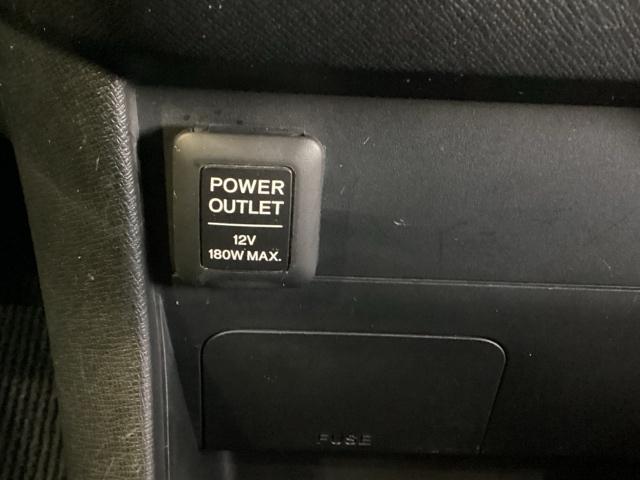 POWER
OUTLET
12V
180W MAX.
FUSE